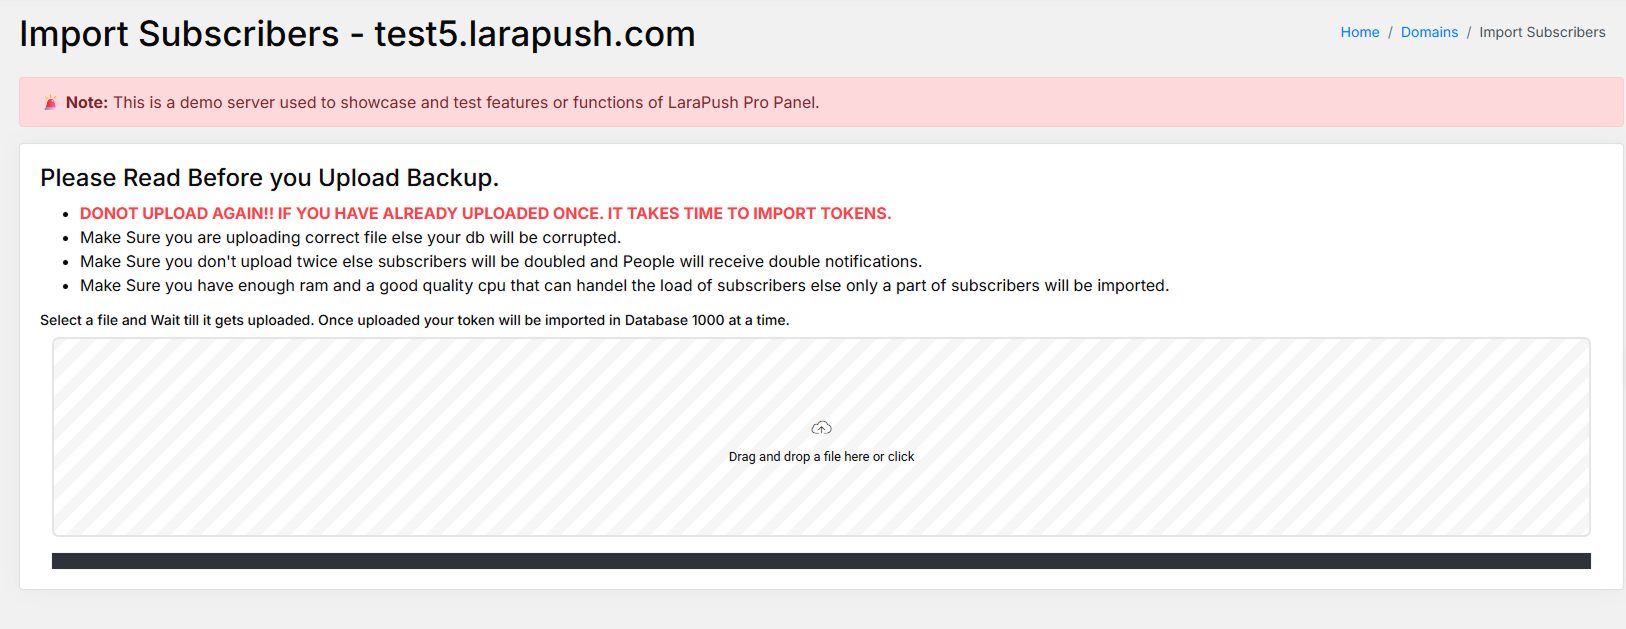 Import Subscribers - test5.larapush.com
Home / Domains / Import Subscribers
Note: This is a demo server used to showcase and test features or functions of LaraPush Pro Panel.
Please Read Before you Upload Backup.
DONOT UPLOAD AGAIN!! IF YOU HAVE ALREADY UPLOADED ONCE. IT TAKES TIME TO IMPORT TOKENS.
Make Sure you are uploading correct file else your db will be corrupted.
Make Sure you don't upload twice else subscribers will be doubled and People will receive double notifications.
Make Sure you have enough ram and a good quality cpu that can handel the load of subscribers else only a part of subscribers will be imported.
Select a file and Wait till it gets uploaded. Once uploaded your token will be imported in Database 1000 at a time.
Drag and drop a file here or click